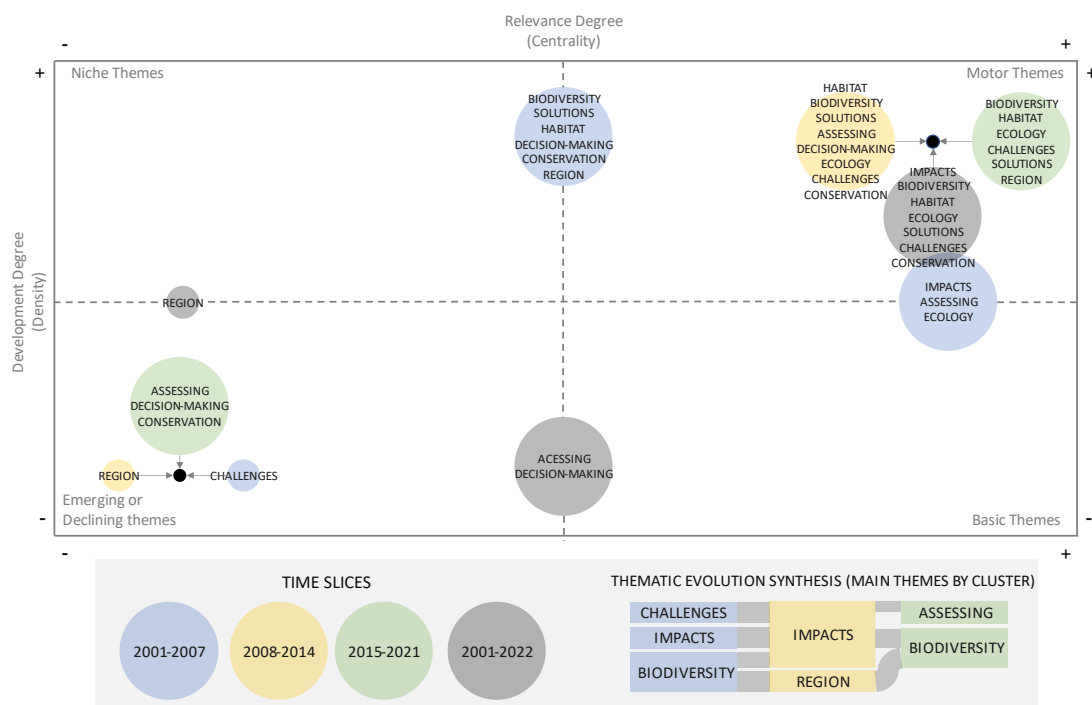 Relevance Degree
(Centrality)
-
+
+
Niche Themes
Motor Themes
+
BIODIVERSITY
SOLUTIONS
HABITAT
DECISION-MAKING
CONSERVATION
REGION
HABITAT
BIODIVERSITY
SOLUTIONS
ASSESSING
DECISION-MAKING
ECOLOGY
CHALLENGES
CONSERVATION
BIODIVERSITY
HABITAT
ECOLOGY
CHALLENGES
SOLUTIONS
REGION
IMPACTS
BIODIVERSITY
HABITAT
ECOLOGY
SOLUTIONS
CHALLENGES
CONSERVATION
IMPACTS
ASSESSING
ECOLOGY
Development Degree
(Density)
REGION
ASSESSING
DECISION-MAKING
CONSERVATION
REGION
CHALLENGES
ACESSING
DECISION-MAKING
Emerging or
Declining themes
Basic Themes
-
-
-
+
TIME SLICES
2001-2007
2008-2014
2015-2021
2001-2022
THEMATIC EVOLUTION SYNTHESIS (MAIN THEMES BY CLUSTER)
CHALLENGES
IMPACTS
BIODIVERSITY
IMPACTS
REGION
ASSESSING
BIODIVERSITY